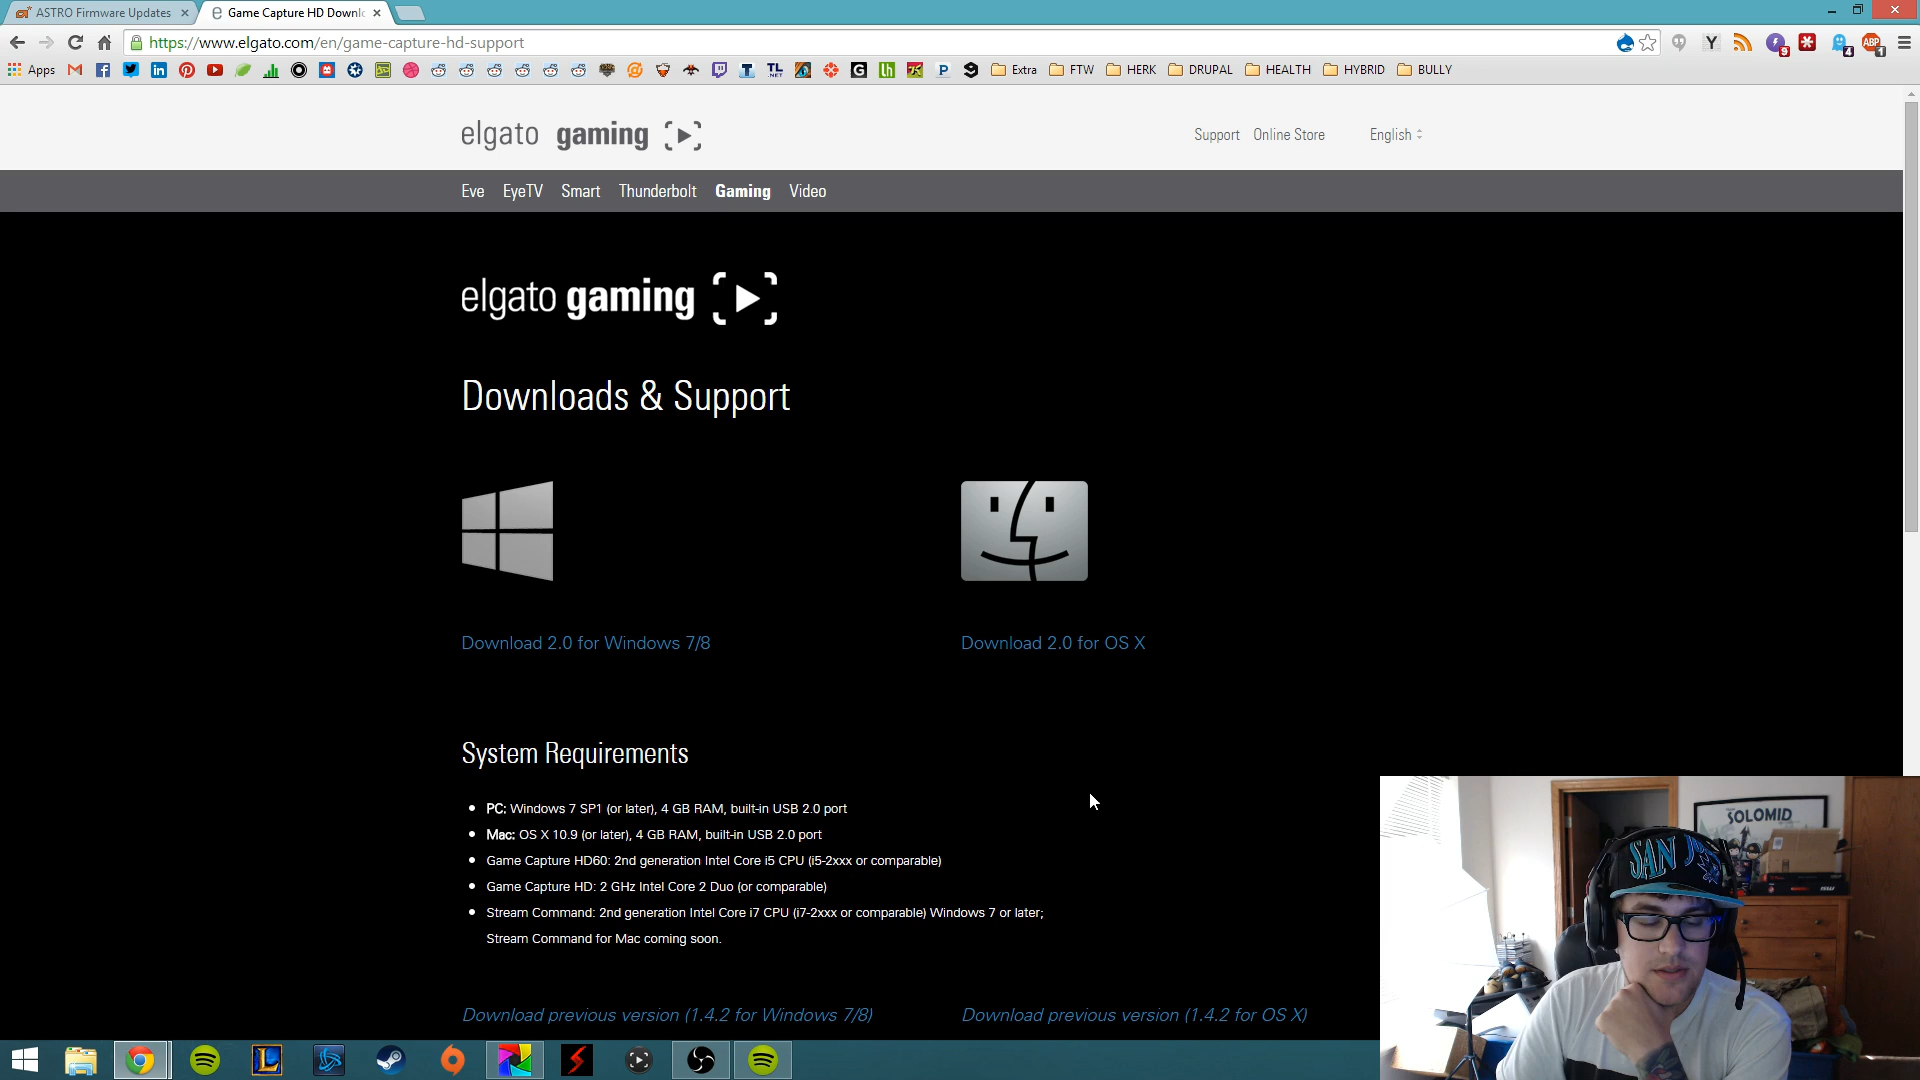 ASTRO Firmware Updates
Game Capture HD Downl
https://www.elgato.com/en/game-capture-hd-support
Apps
Extra
FTW
HERK
DRUPAL
HEALTH
HYBRID
BULLY
elgato gaming
Support
Online Store
English
Eve
EyeTV
Smart
Thunderbolt
Gaming
Video
elgato gaming
Downloads & Support
Download 2.0 for Windows 7/8
Download 2.0 for OS X
System Requirements
PC: Windows 7 SP1 (or later), 4 GB RAM, built-in USB 2.0 port
Mac: OS X 10.9 (or later), 4 GB RAM, built-in USB 2.0 port
Game Capture HD60: 2nd generation Intel Core i5 CPU (i5-2xxx or comparable)
Game Capture HD: 2 GHz Intel Core 2 Duo (or comparable)
Stream Command: 2nd generation Intel Core i7 CPU (i7-2xxx or comparable) Windows 7 or later;
Stream Command for Mac coming soon.
Download previous version (1.4.2 for Windows 7/8)
Download previous version (1.4.2 for OS X)
SOLOMID
SAN